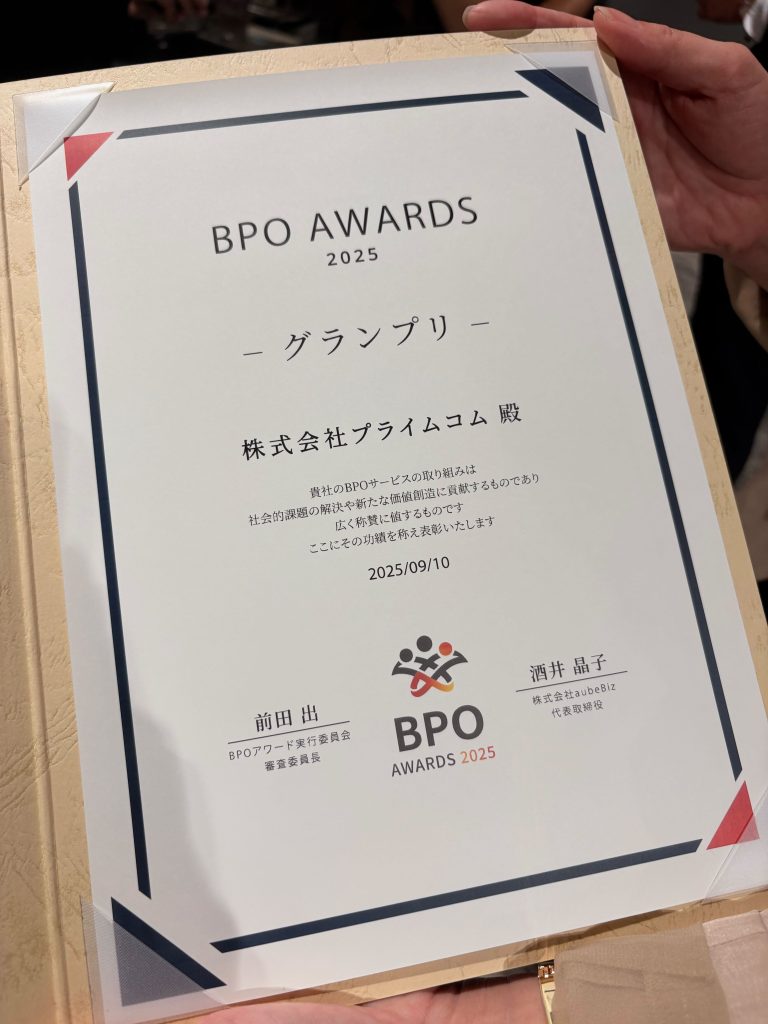 BPO AWARDS
2025
– グランプリ –
株式会社プライムコム 殿
貴社のBPOサービスの取り組みは
社会的課題の解決や新たな価値創造に貢献するものであり
広く称賛に値するものです
ここにその功績を称え表彰いたします
2025/09/10
前田 出
BPOアワード実行委員会
審査委員長
BPO
AWARDS 2025
酒井 晶子
株式会社aubeBiz
代表取締役